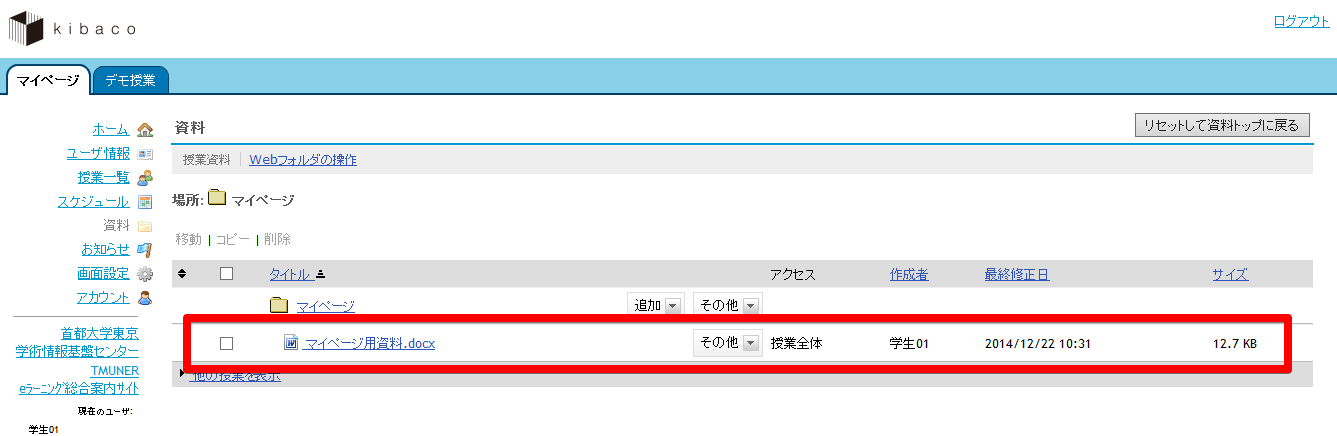 kibaco
ログアウト
マイページ デモ授業
ホーム
ユーザ情報
授業一覧
スケジュール
資料
お知らせ
画面設定
アカウント
首都大学東京
学術情報基盤センター
TMUNER
eラーニング総合案内サイト
現在のユーザ:
学生01
資料 リセットして資料トップに戻る
授業資料 Webフォルダの操作
場所: マイページ
移動 | コピー | 削除
タイトル アクセス 作成者 最終修正日 サイズ
マイページ 追加 その他
マイページ用資料.docx その他 授業全体 学生01 2014/12/22 10:31 12.7 KB
他の授業を表示